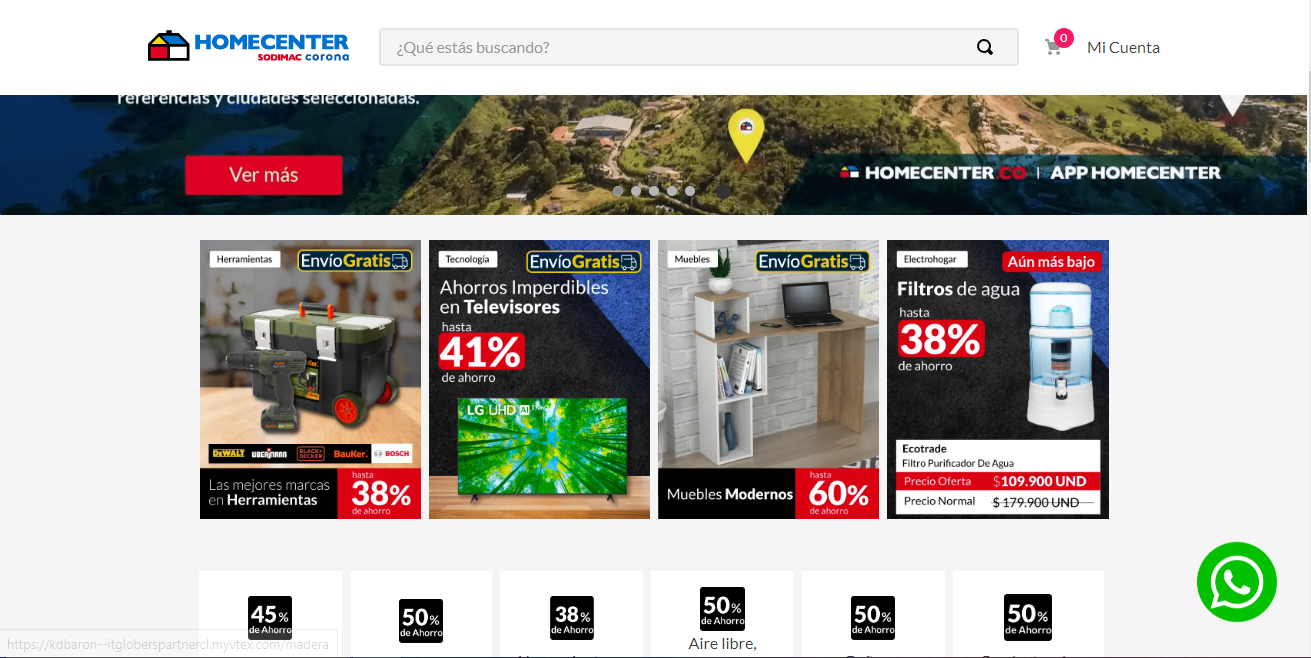 HOMECENTER
SODIMAC corona
¿Qué estás buscando?
0
Mi Cuenta
referencias y ciudades seleccionadas.
Ver más
HOMECENTER.CO | APP HOMECENTER
Herramientas
EnvíoGratis
DEWALT UBERMANN BLACK+DECKER BauKer. BOSCH
Las mejores marcas
en Herramientas
hasta
38%
de ahorro
Tecnología
EnvíoGratis
Ahorros Imperdibles
en Televisores
hasta
41%
de ahorro
LG UHD AI ThinQ
Muebles
EnvíoGratis
Muebles Modernos
hasta
60%
de ahorro
Electrohogar
Aún más bajo
Filtros de agua
hasta
38%
de ahorro
Ecotrade
Filtro Purificador De Agua
Precio Oferta $109.900 UND
Precio Normal $179.900 UND
45%
de Ahorro
50%
de Ahorro
38%
de Ahorro
50%
de Ahorro
Aire libre,
50%
de Ahorro
50%
de Ahorro
https://kdbaron--itgloberspartnercl.myvtex.com/madera